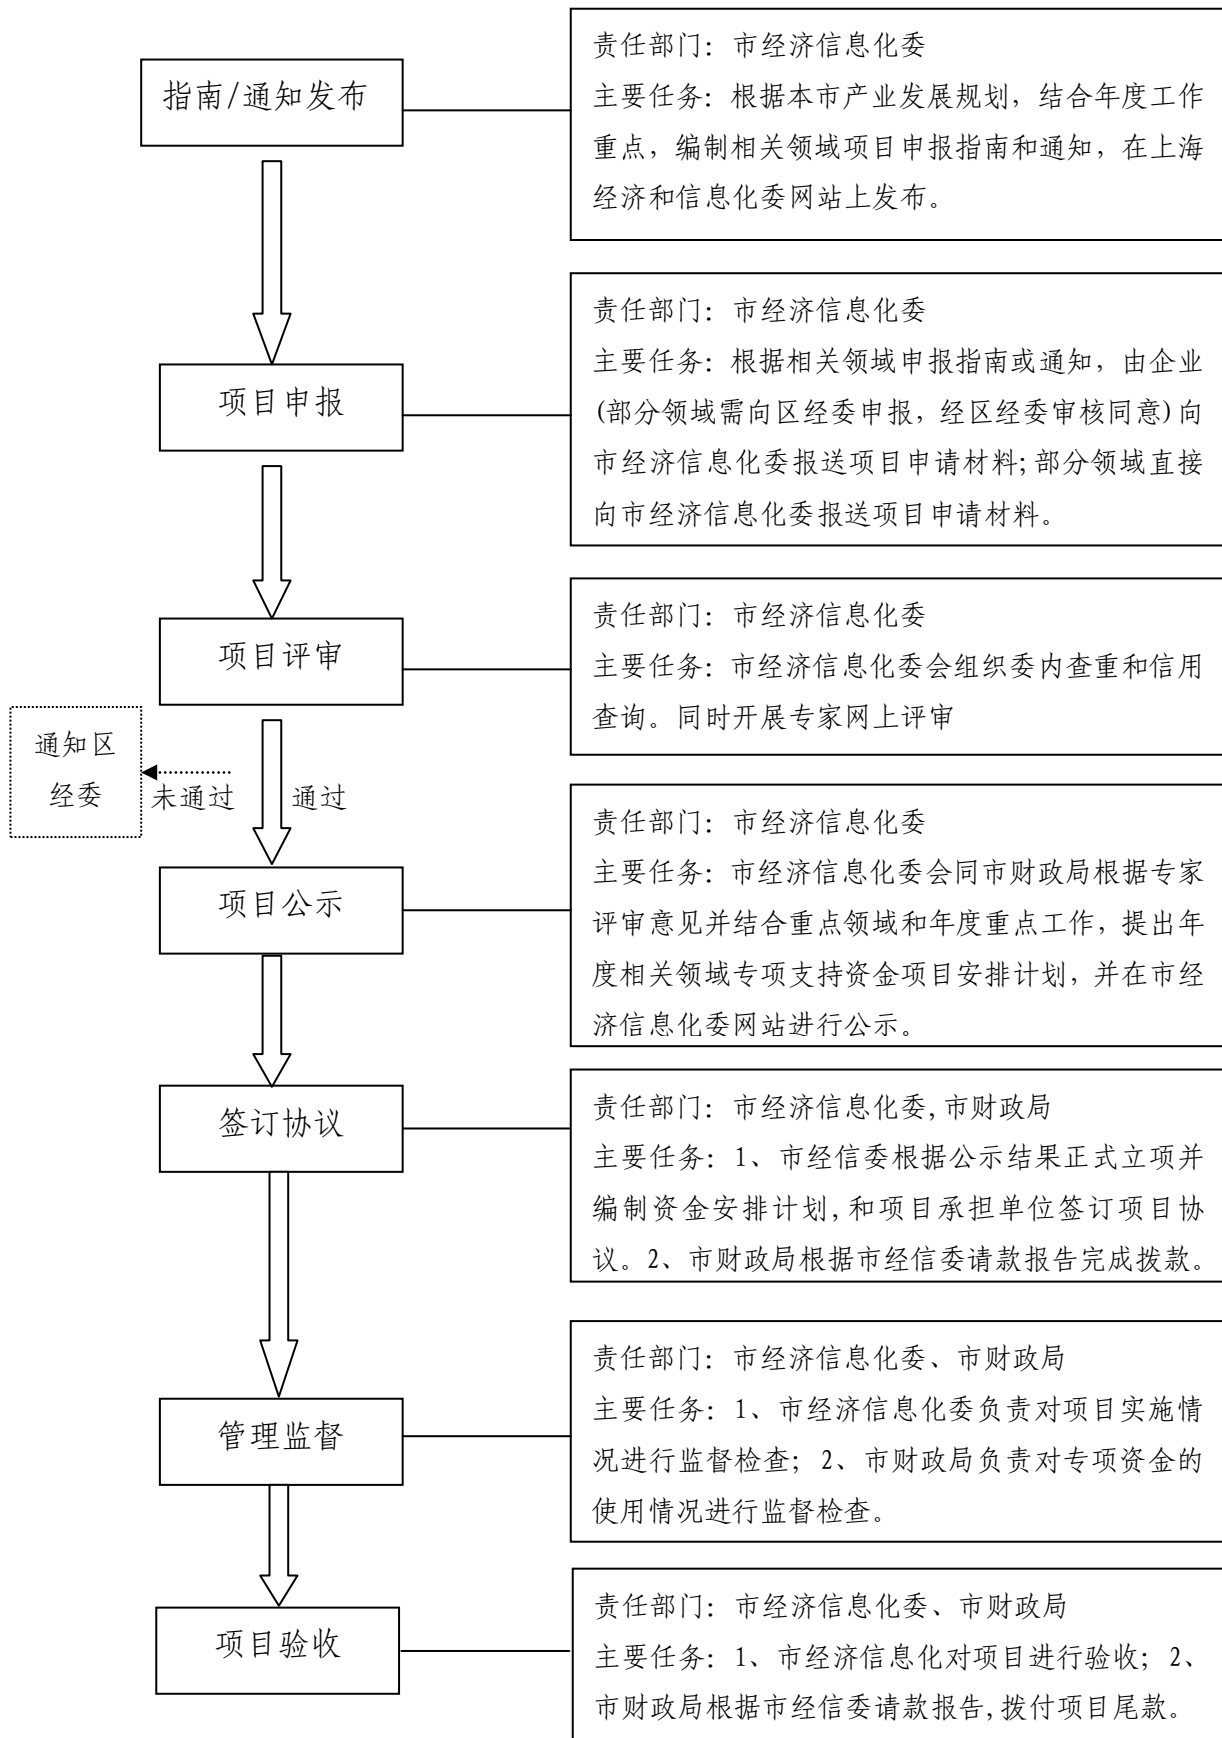 指南/通知发布
责任部门：市经济信息化委
主要任务：根据本市产业发展规划，结合年度工作
重点，编制相关领域项目申报指南和通知，在上海
经济和信息化委网站上发布。
项目申报
责任部门：市经济信息化委
主要任务：根据相关领域申报指南或通知，由企业
(部分领域需向区经委申报，经区经委审核同意)向
市经济信息化委报送项目申请材料;部分领域直接
向市经济信息化委报送项目申请材料。
项目评审
责任部门：市经济信息化委
主要任务：市经济信息化委会组织委内查重和信用
查询。同时开展专家网上评审
通知区
经委
未通过
通过
项目公示
责任部门：市经济信息化委
主要任务：市经济信息化委会同市财政局根据专家
评审意见并结合重点领域和年度重点工作，提出年
度相关领域专项支持资金项目安排计划，并在市经
济信息化委网站进行公示。
签订协议
责任部门：市经济信息化委,市财政局
主要任务：1、市经信委根据公示结果正式立项并
编制资金安排计划,和项目承担单位签订项目协
议。2、市财政局根据市经信委请款报告完成拨款。
管理监督
责任部门：市经济信息化委、市财政局
主要任务：1、市经济信息化委负责对项目实施情
况进行监督检查；2、市财政局负责对专项资金的
使用情况进行监督检查。
项目验收
责任部门：市经济信息化委、市财政局
主要任务：1、市经济信息化对项目进行验收；2、
市财政局根据市经信委请款报告,拨付项目尾款。